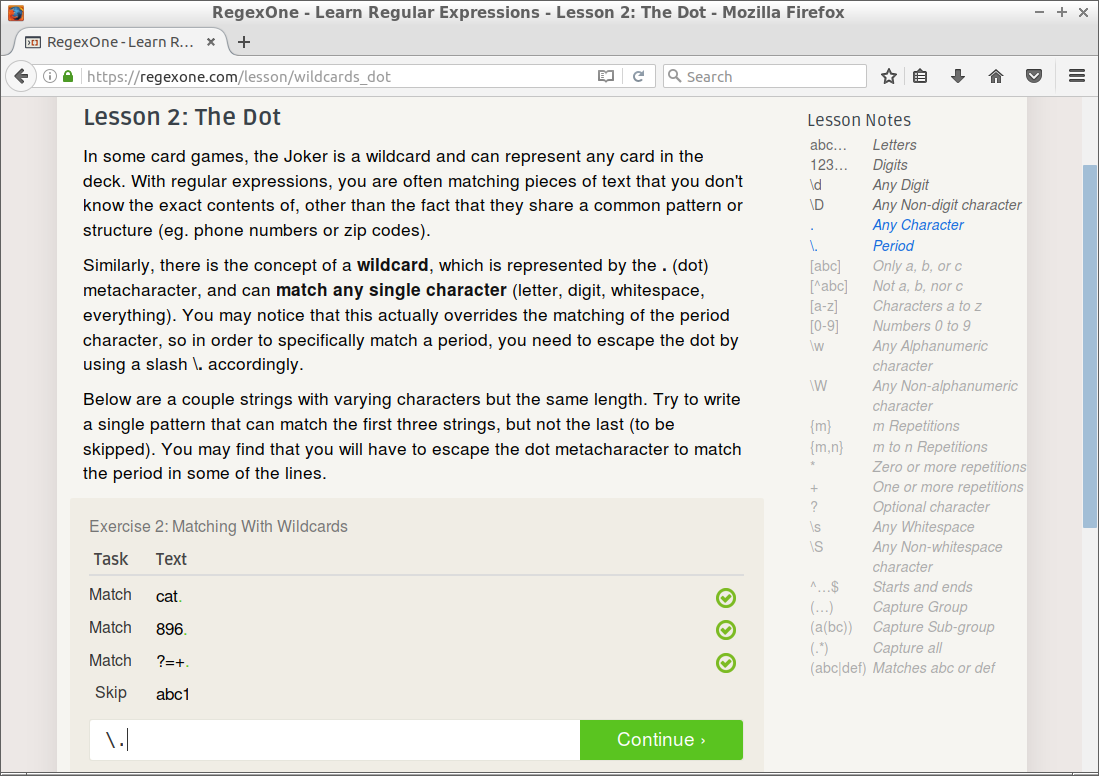 RegexOne - Learn Regular Expressions - Lesson 2: The Dot - Mozilla Firefox
RegexOne - Learn R...
https://regexone.com/lesson/wildcards_dot
Search
Lesson 2: The Dot
In some card games, the Joker is a wildcard and can represent any card in the
deck. With regular expressions, you are often matching pieces of text that you don't
know the exact contents of, other than the fact that they share a common pattern or
structure (eg. phone numbers or zip codes).
Similarly, there is the concept of a wildcard, which is represented by the . (dot)
metacharacter, and can match any single character (letter, digit, whitespace,
everything). You may notice that this actually overrides the matching of the period
character, so in order to specifically match a period, you need to escape the dot by
using a slash \. accordingly.
Below are a couple strings with varying characters but the same length. Try to write
a single pattern that can match the first three strings, but not the last (to be
skipped). You may find that you will have to escape the dot metacharacter to match
the period in some of the lines.
Exercise 2: Matching With Wildcards
Task Text
Match cat.
Match 896.
Match ?=+.
Skip abc1
\.
Continue ›
Lesson Notes
abc… Letters
123… Digits
\d Any Digit
\D Any Non-digit character
. Any Character
\. Period
[abc] Only a, b, or c
[^abc] Not a, b, nor c
[a-z] Characters a to z
[0-9] Numbers 0 to 9
\w Any Alphanumeric
character
\W Any Non-alphanumeric
character
{m} m Repetitions
{m,n} m to n Repetitions
* Zero or more repetitions
+ One or more repetitions
? Optional character
\s Any Whitespace
\S Any Non-whitespace
character
^…$ Starts and ends
(…) Capture Group
(a(bc)) Capture Sub-group
(.*) Capture all
(abc|def) Matches abc or def